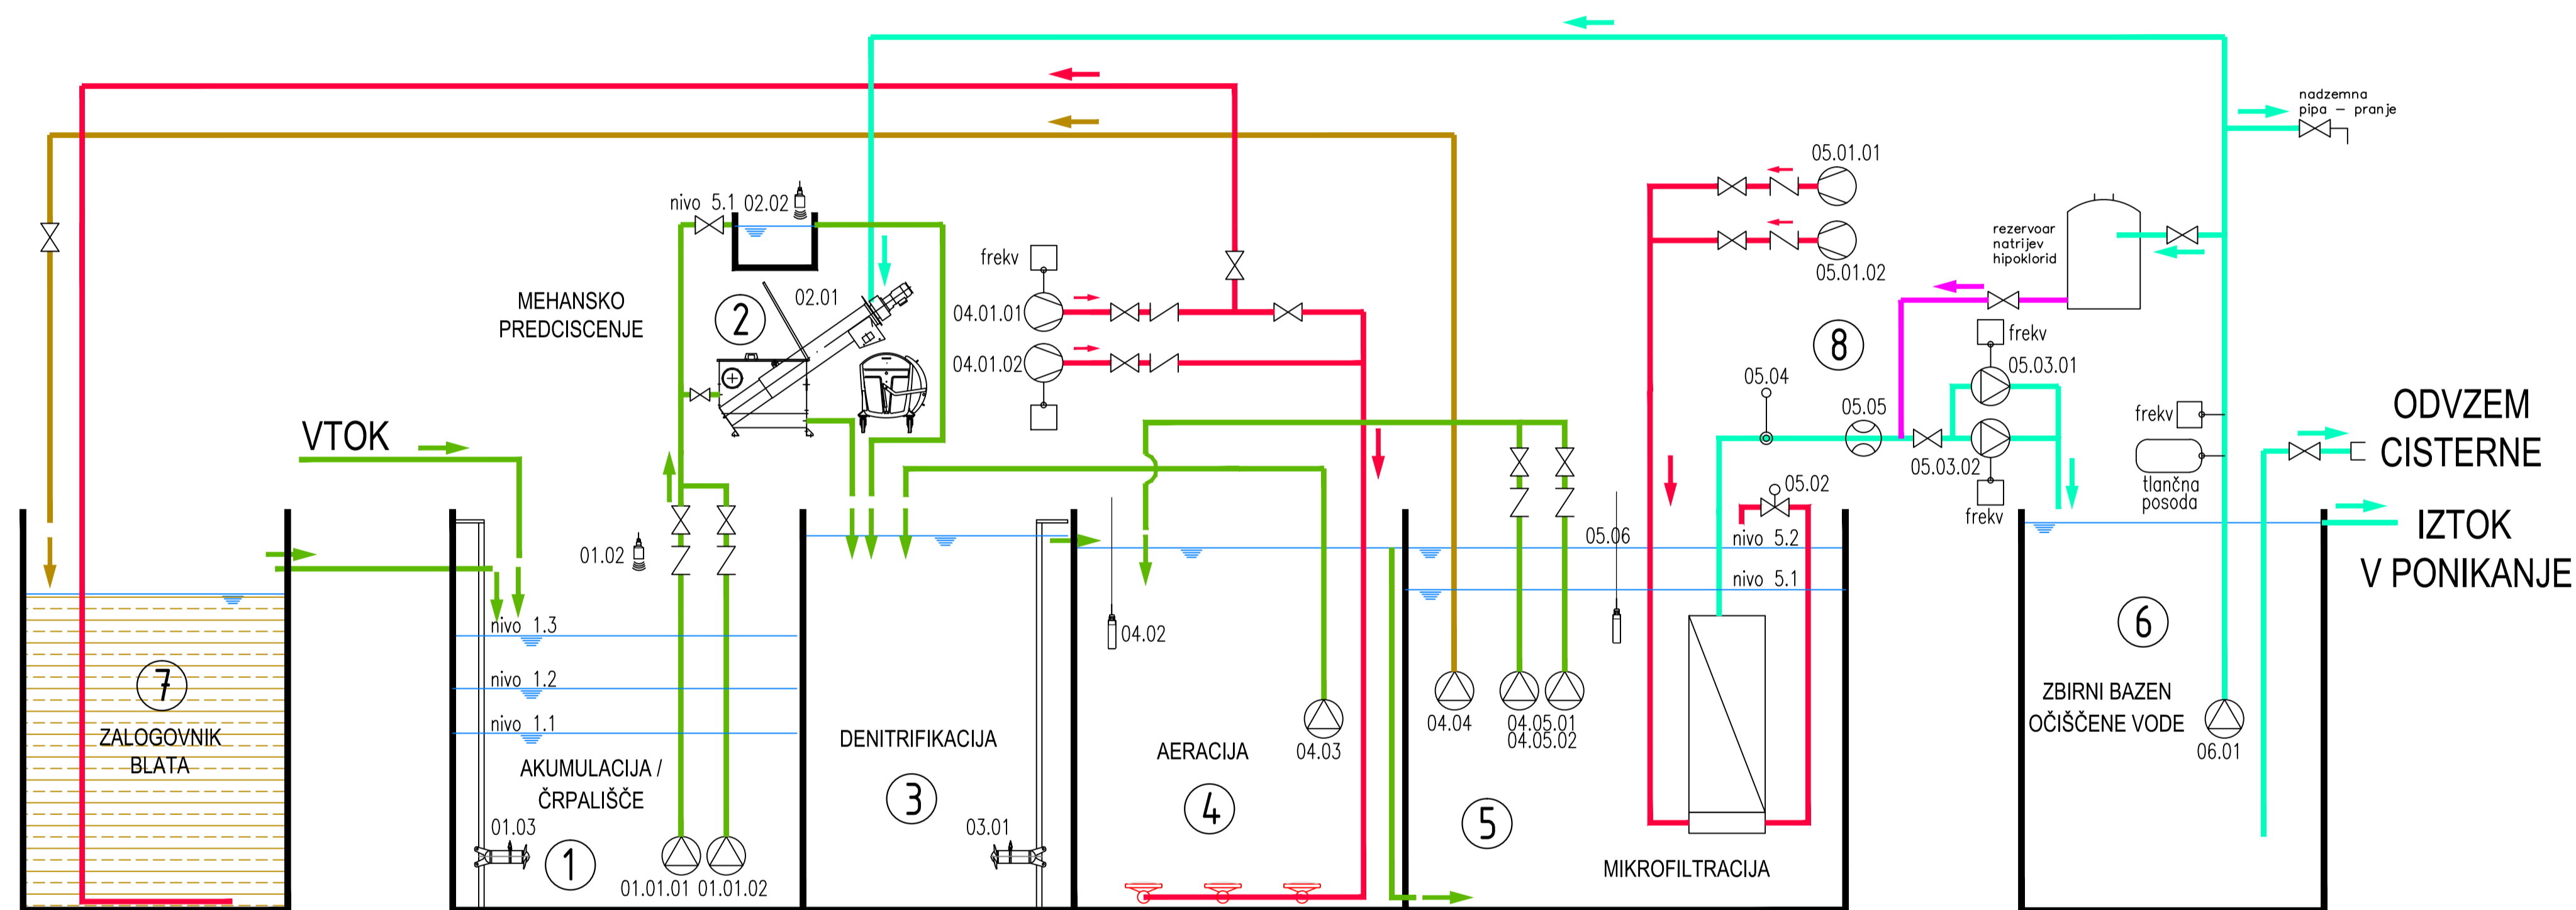 nadzemna
pipa – pranje
05.01.01
nivo 5.1
02.02
rezervoar
natrijev
hipoklorid
frekv
05.01.02
MEHANSKO
PREDCISCENJE
2
02.01
04.01.01
8
frekv
04.01.02
05.03.01
05.04
05.05
frekv
ODVZEM
CISTERNE
VTOK
05.03.02
tlančna
posoda
05.02
frekv
IZTOK
V PONIKANJE
01.02
05.06
nivo 5.2
nivo 5.1
nivo 1.3
04.02
6
7
nivo 1.2
ZBIRNI BAZEN
OČIŠČENE VODE
nivo 1.1
04.04
04.05.01
04.05.02
ZALOGOVNIK
BLATA
DENITRIFIKACIJA
AERACIJA
04.03
06.01
AKUMULACIJA /
ČRPALIŠČE
3
4
5
01.03
03.01
1
MIKROFILTRACIJA
01.01.01
01.01.02